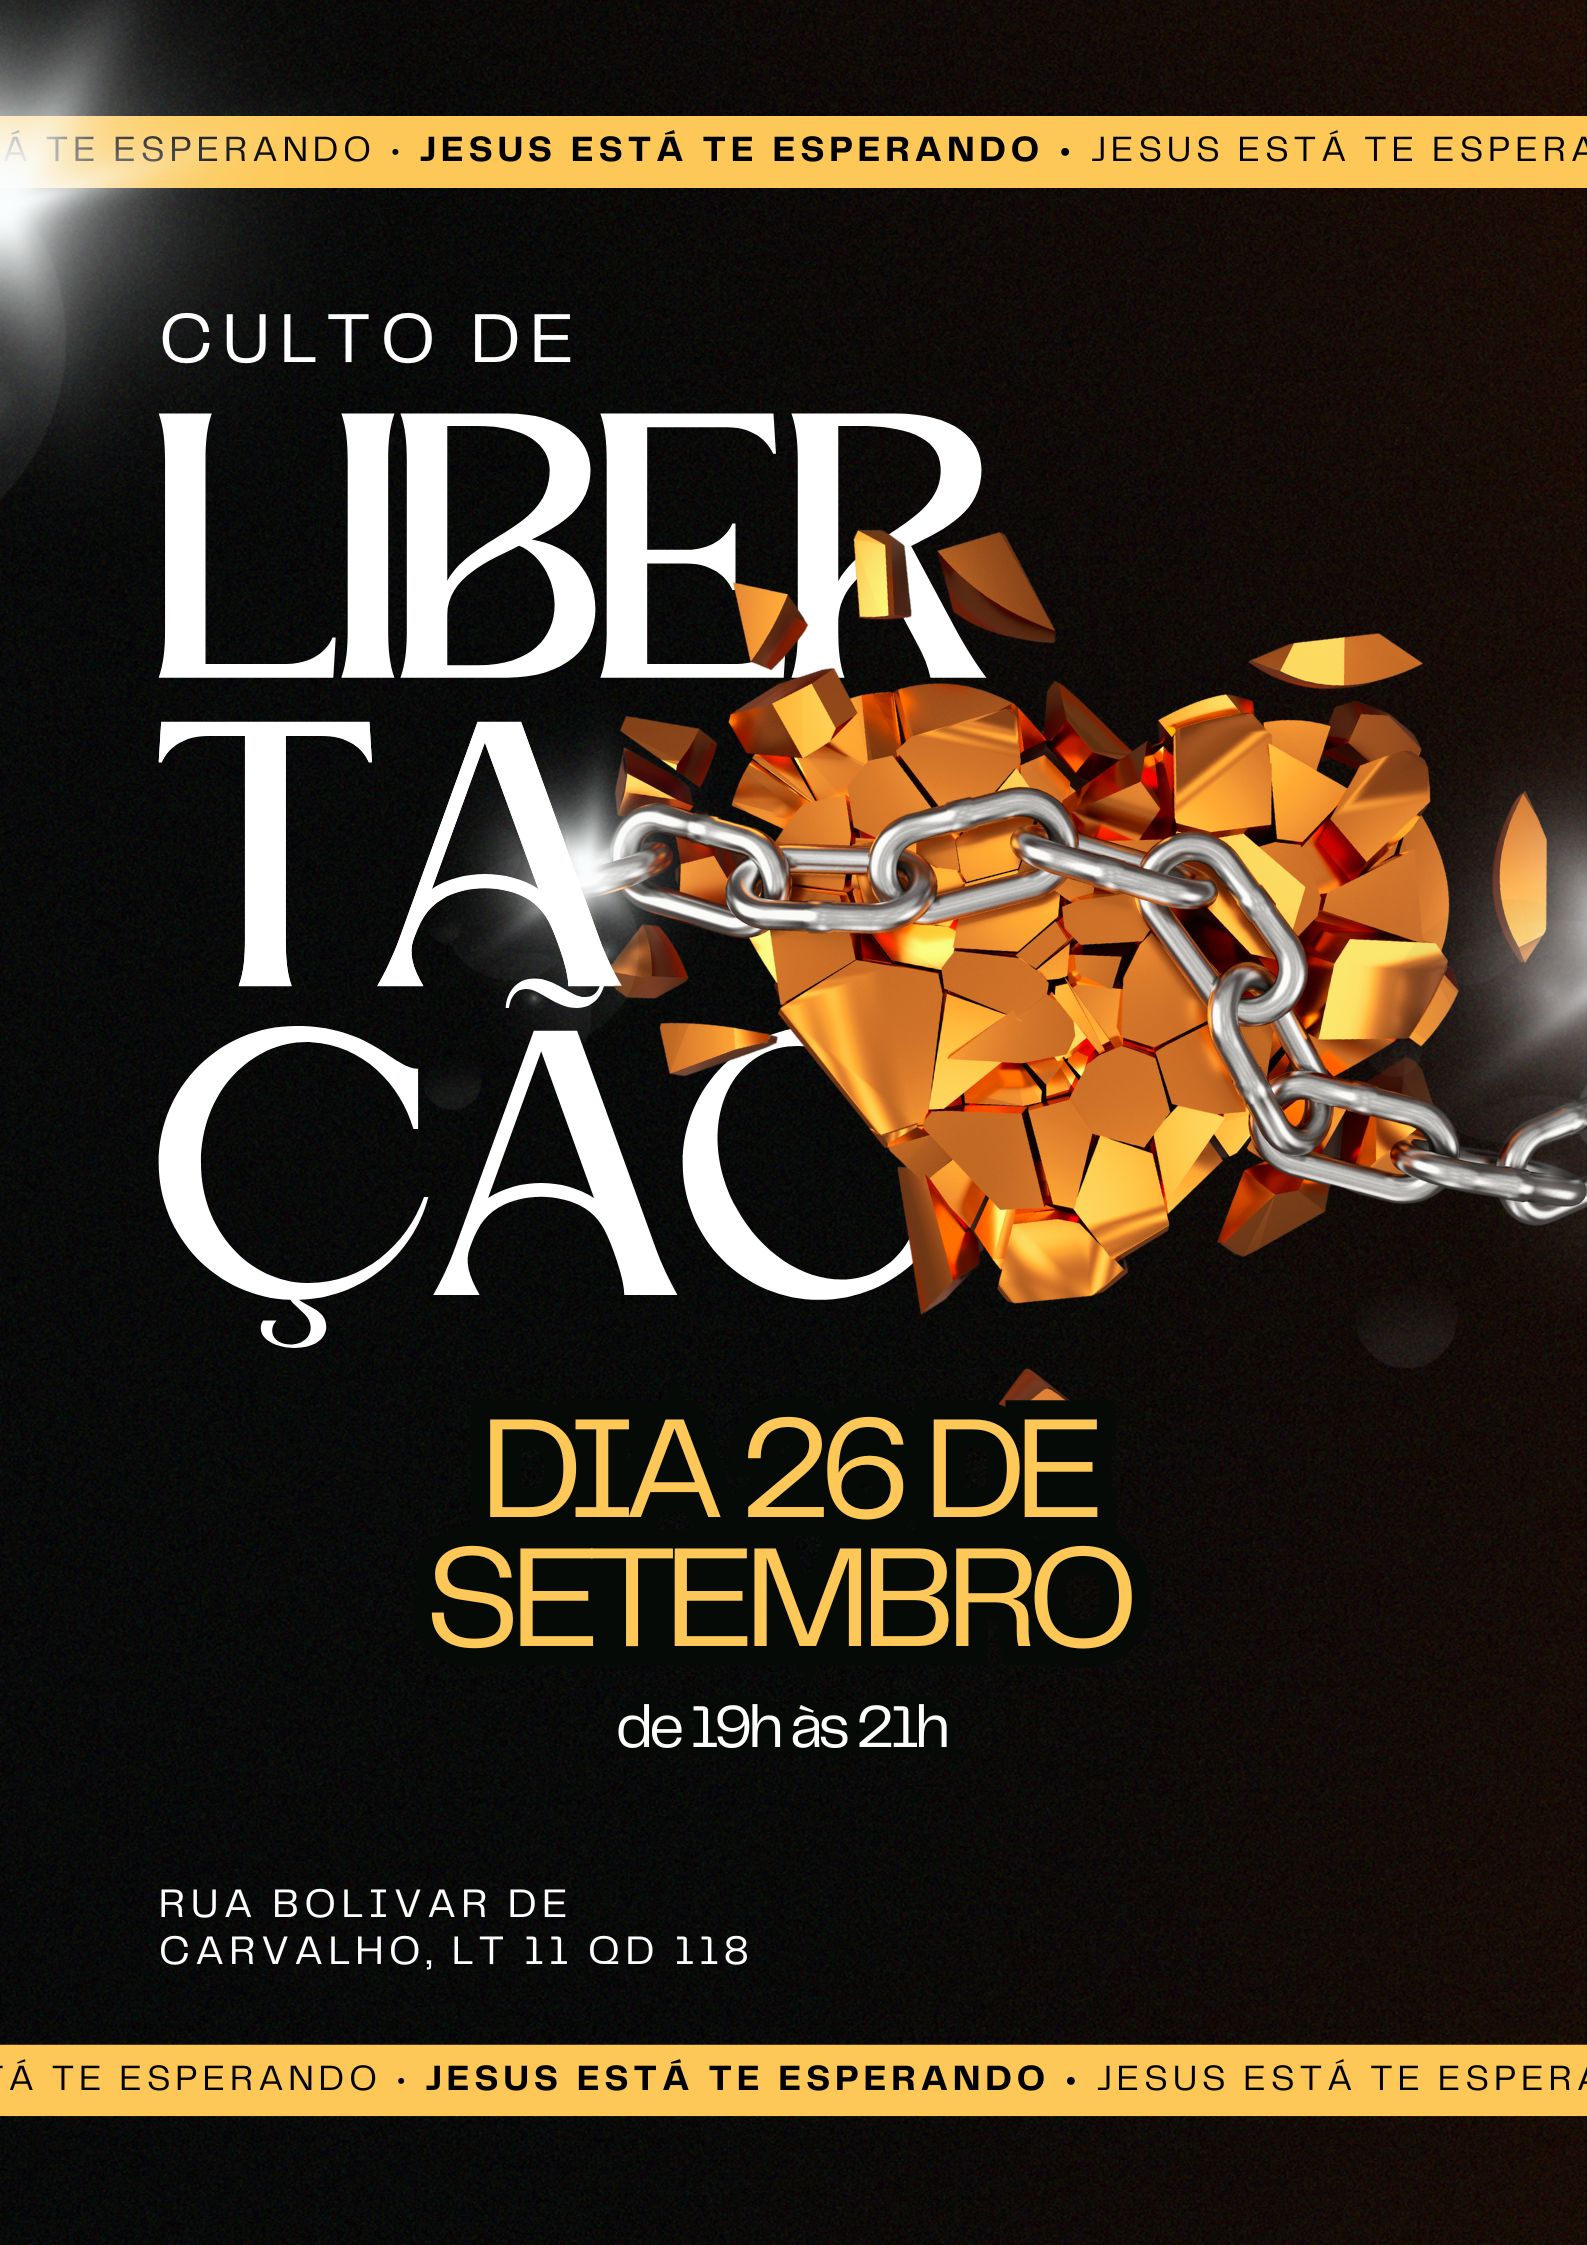 Á TE ESPERANDO • JESUS ESTÁ TE ESPERANDO • JESUS ESTÁ TE ESPERA
CULTO DE
LIBER
TA
ÇÃO
DIA 26 DE
SETEMBRO
de 19h às 21h
RUA BOLIVAR DE
CARVALHO, LT 11 QD 118
TÁ TE ESPERANDO • JESUS ESTÁ TE ESPERANDO • JESUS ESTÁ TE ESPERA